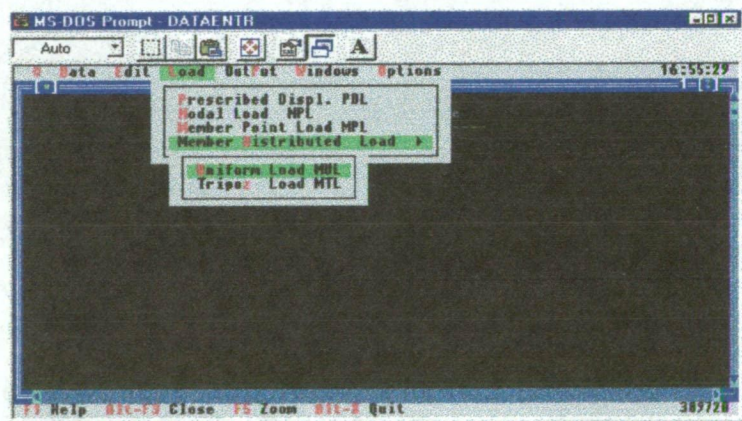 MS-DOS Prompt - DATAENTR
Auto A
Data Edit Load OutPut Windows Options 16:55:29
1
Prescribed Displ. PDL
Nodal Load NPL
Member Point Load MPL
Member Distributed Load
Uniform Load MUL
Tripez Load MTL
F1 Help Alt-F3 Close F5 Zoom Alt-X Quit